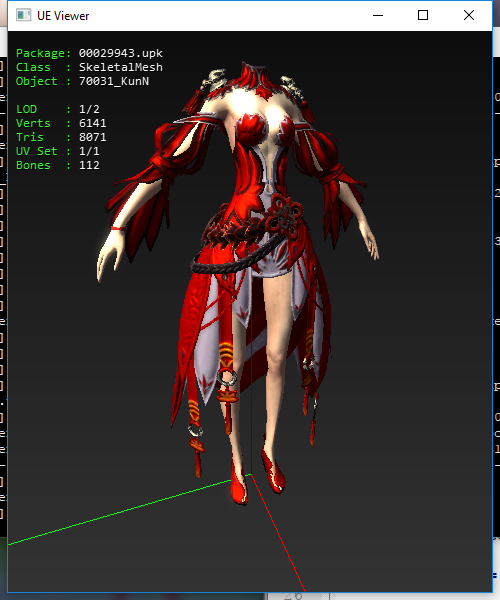 UE Viewer
Package: 00029943.upk
Class : SkeletalMesh
Object : 70031_KunN
LOD : 1/2
Verts : 6141
Tris : 8071
UV Set : 1/1
Bones : 112
26